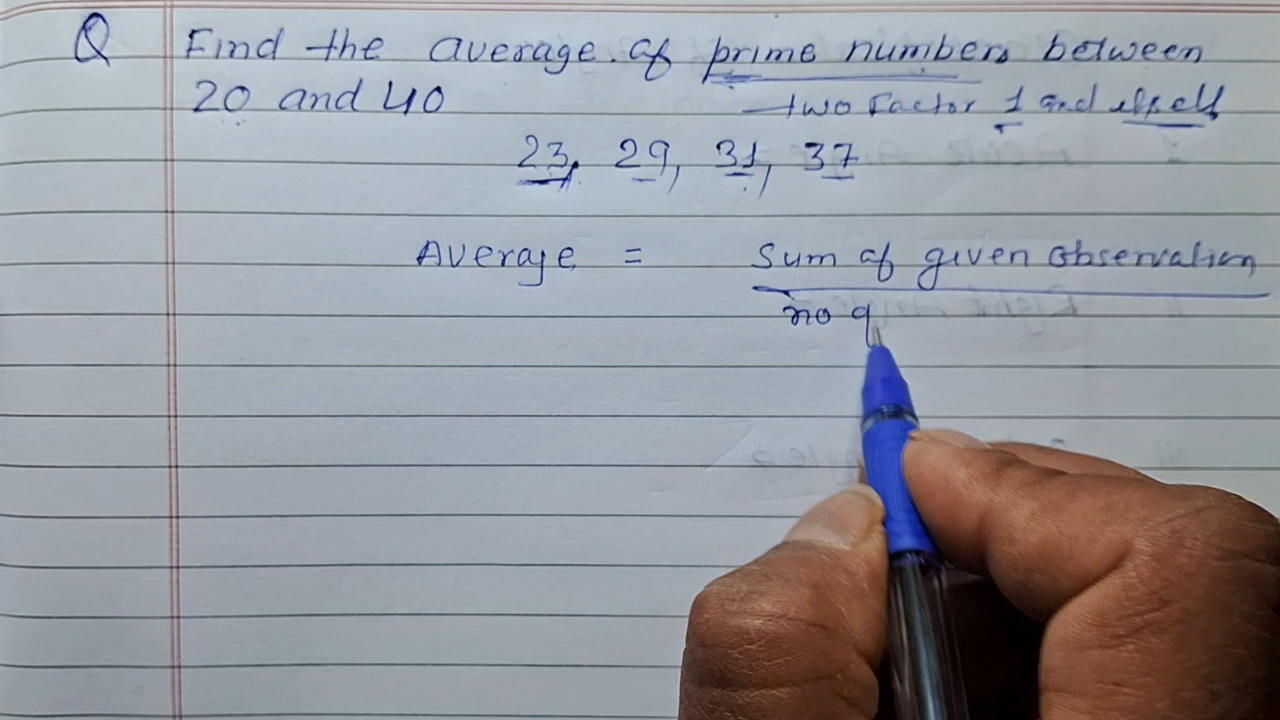 Q Find the average of prime numbers between
20 and 40
two factor 1 and itself
23, 29, 31, 37
Average = Sum of given observation
no o